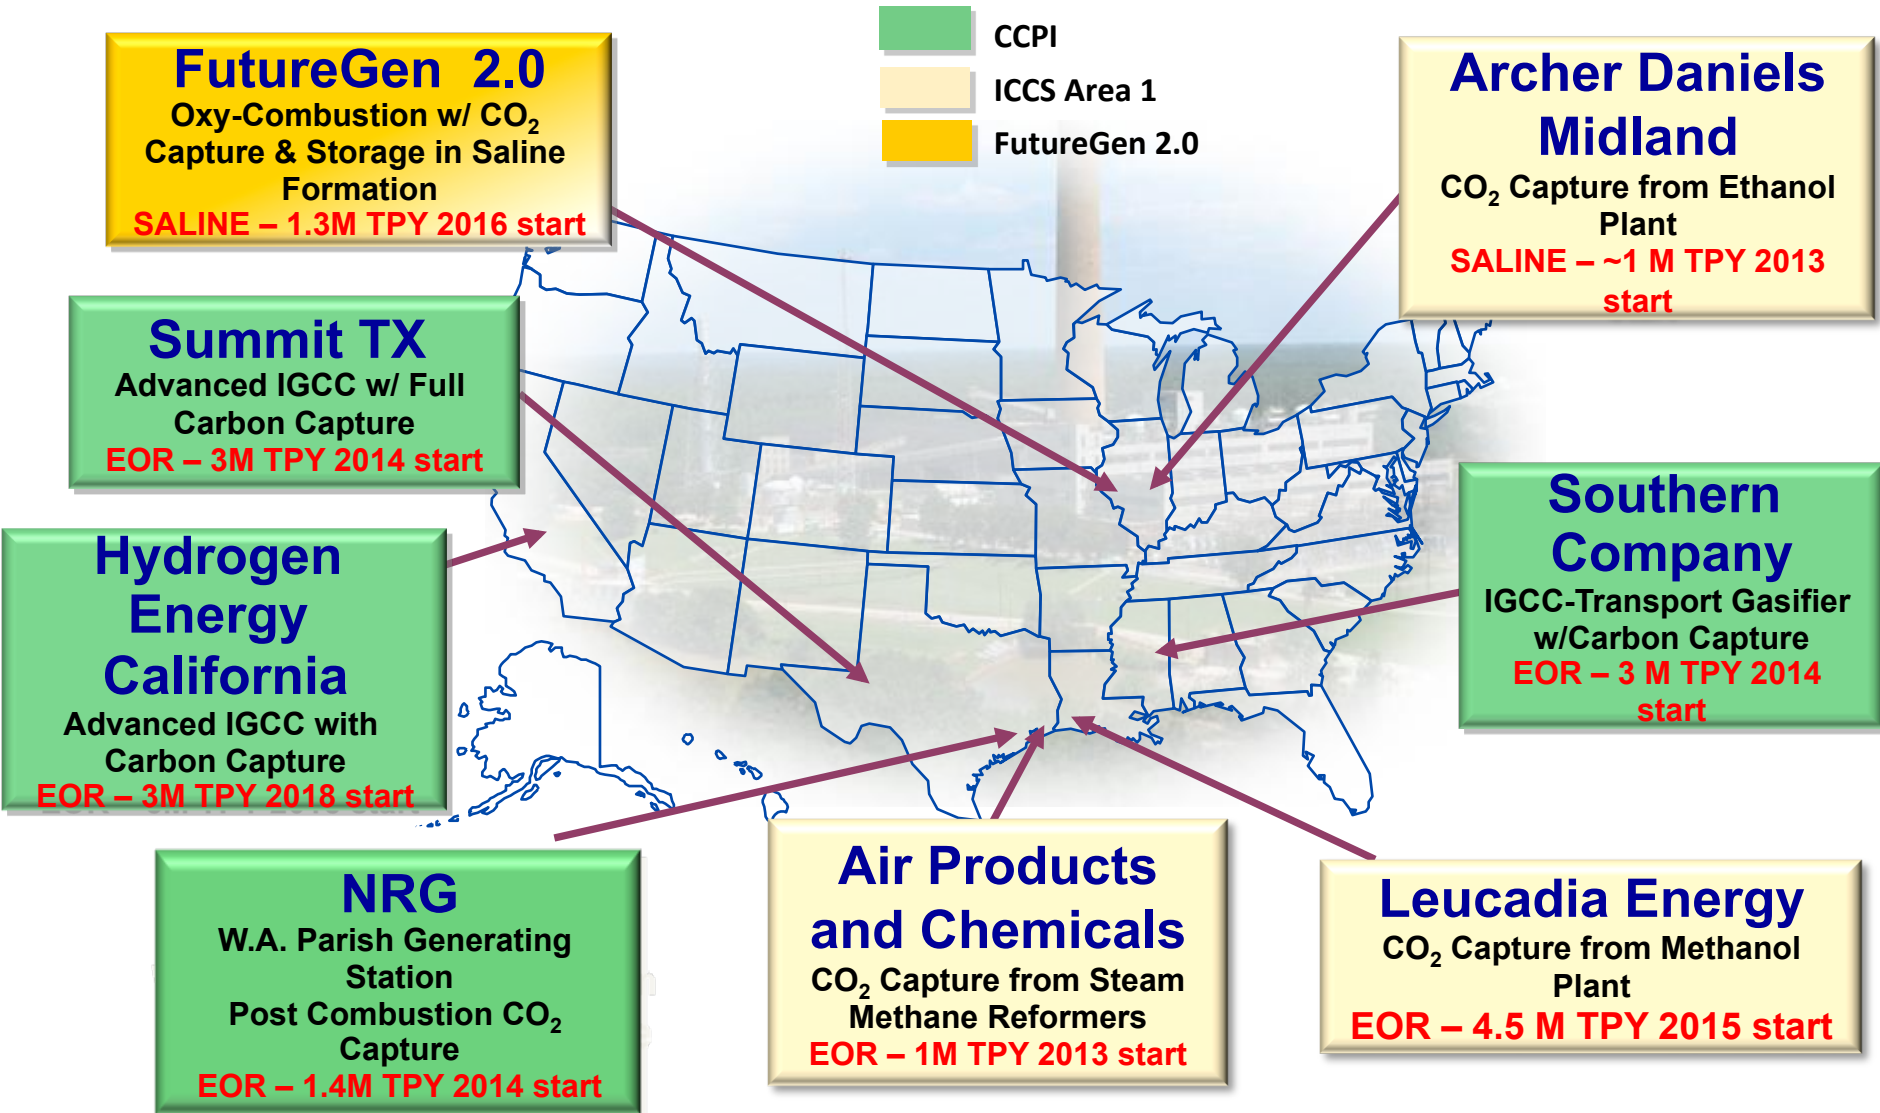 CCPI
ICCS Area 1
FutureGen 2.0
FutureGen 2.0
Oxy-Combustion w/ CO₂
Capture & Storage in Saline
Formation
SALINE – 1.3M TPY 2016 start
Archer Daniels
Midland
CO₂ Capture from Ethanol
Plant
SALINE – ~1 M TPY 2013
start
Summit TX
Advanced IGCC w/ Full
Carbon Capture
EOR – 3M TPY 2014 start
Southern
Company
IGCC-Transport Gasifier
w/Carbon Capture
EOR – 3 M TPY 2014
start
Hydrogen
Energy
California
Advanced IGCC with
Carbon Capture
EOR – 3M TPY 2018 start
NRG
W.A. Parish Generating
Station
Post Combustion CO₂
Capture
EOR – 1.4M TPY 2014 start
Air Products
and Chemicals
CO₂ Capture from Steam
Methane Reformers
EOR – 1M TPY 2013 start
Leucadia Energy
CO₂ Capture from Methanol
Plant
EOR – 4.5 M TPY 2015 start